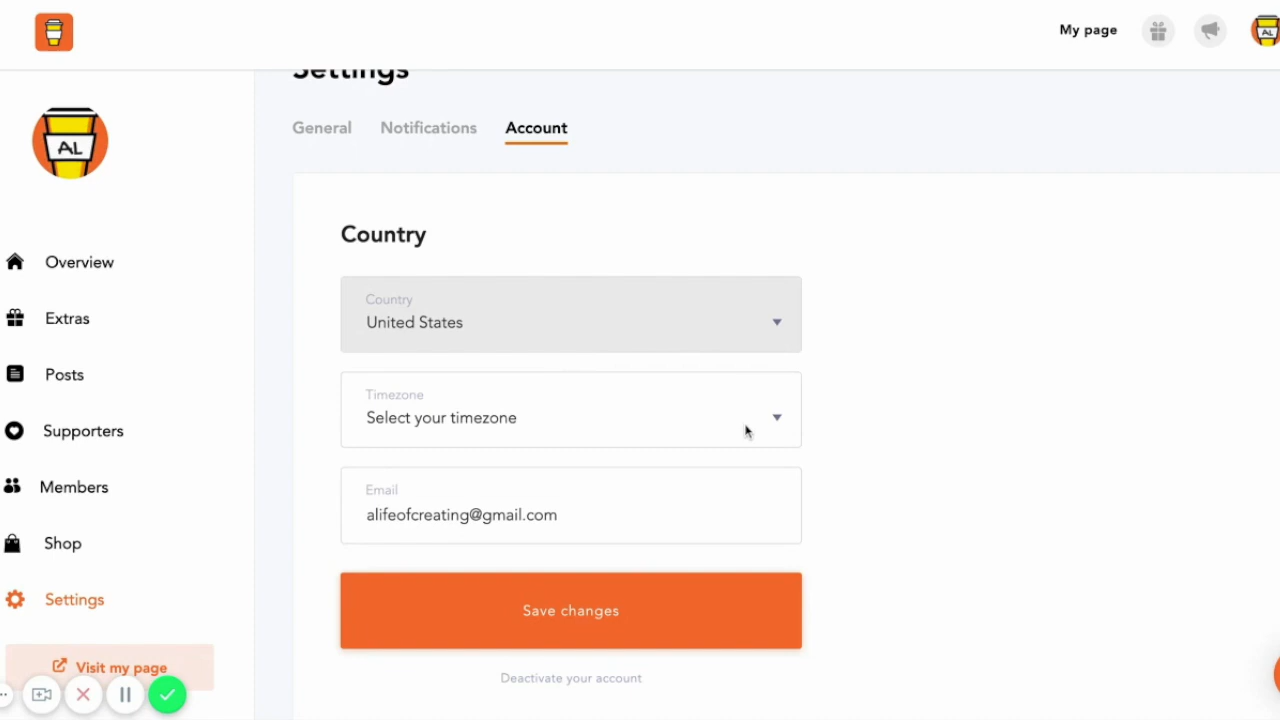 My page
AL
Settings
General Notifications Account
AL
Country
Country
United States
Timezone
Select your timezone
Email
alifeofcreating@gmail.com
Save changes
Deactivate your account
Overview
Extras
Posts
Supporters
Members
Shop
Settings
Visit my page